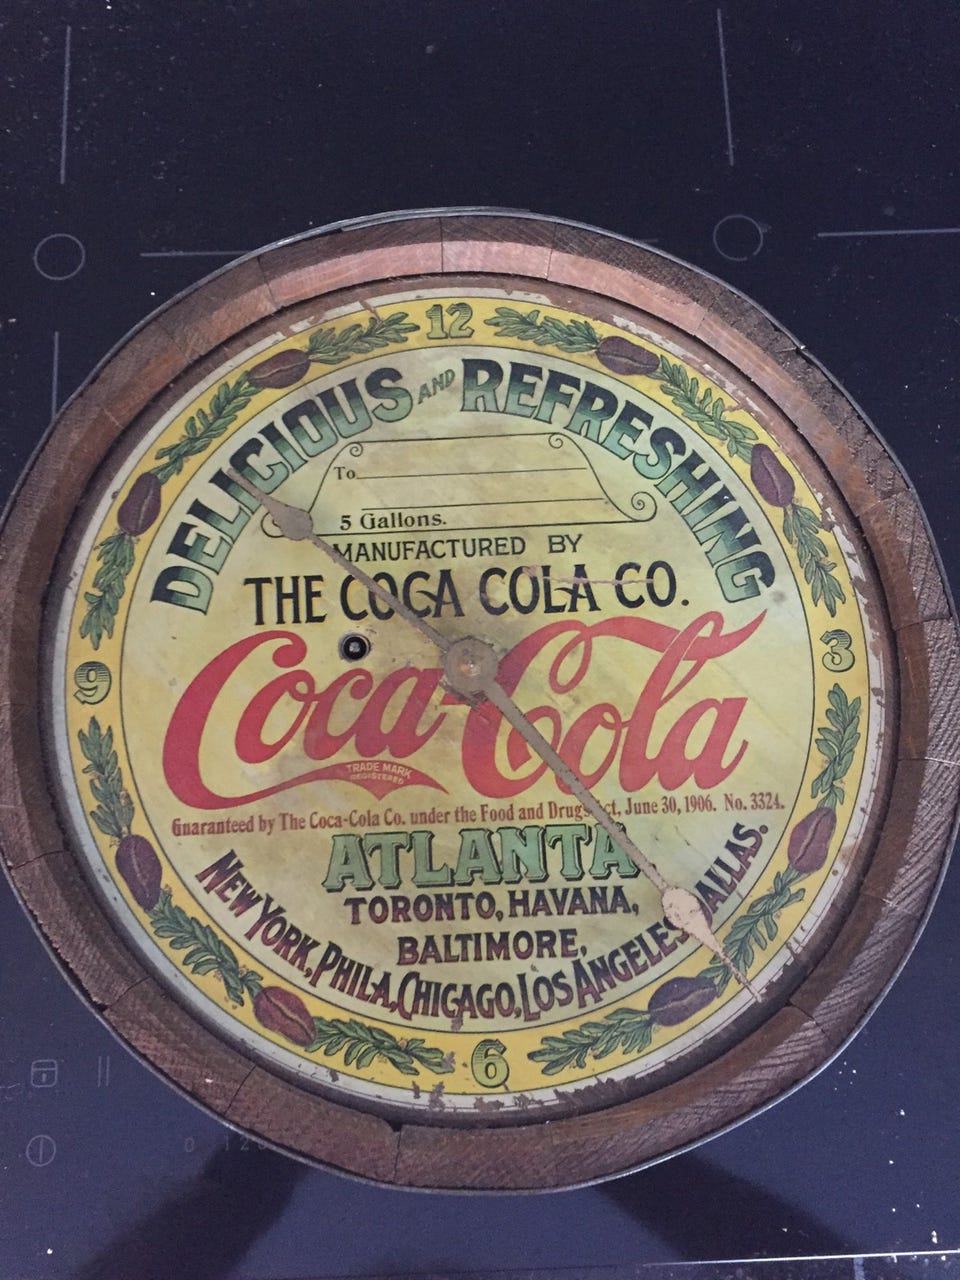 12
DELICIOUS AND REFRESHING
To
5 Gallons.
MANUFACTURED BY
THE COCA COLA CO.
9
3
Coca-Cola
TRADE MARK
REGISTERED
Guaranteed by The Coca-Cola Co. under the Food and Drugs ct, June 30, 1906. No. 3324.
ATLANTA
TORONTO, HAVANA,
BALTIMORE,
NEW YORK, PHILA, CHICAGO, LOS ANGELES DALLAS.
6